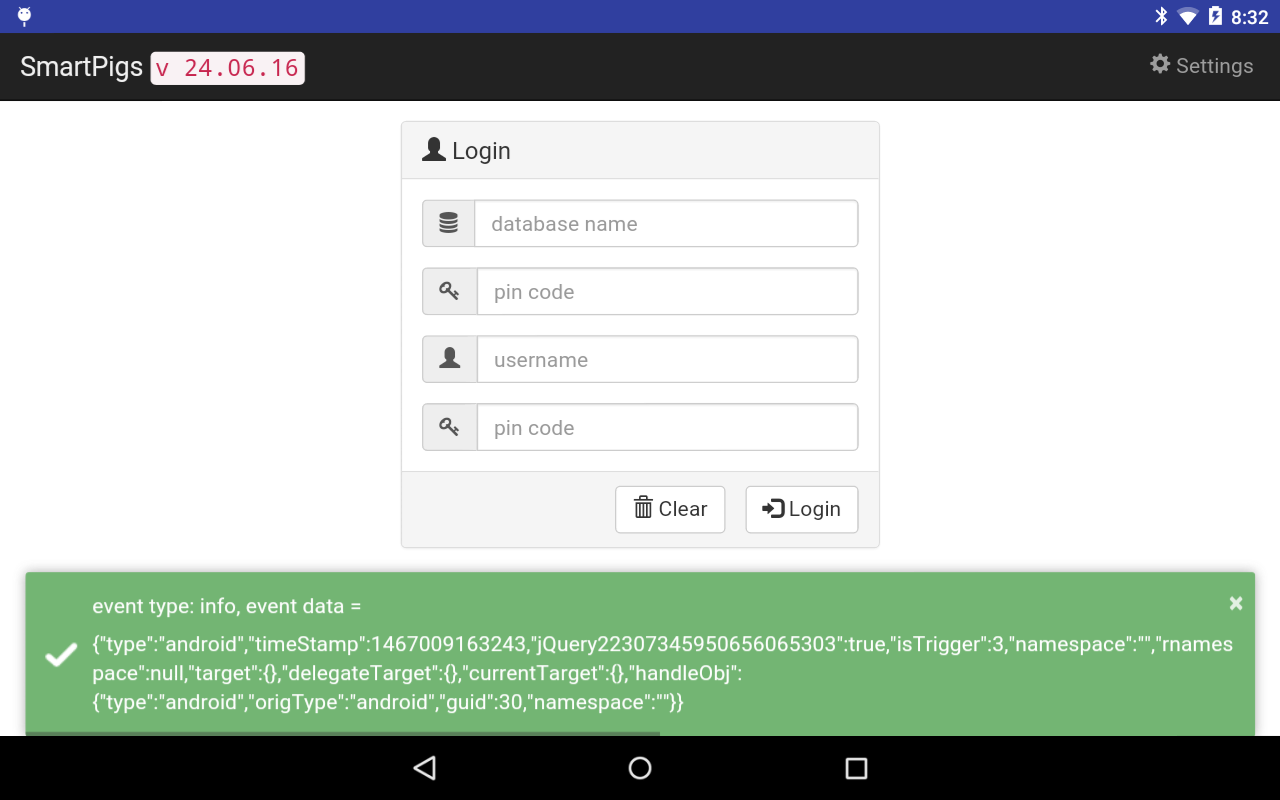 8:32
SmartPigs v 24.06.16
Settings
Login
database name
pin code
username
pin code
Clear
Login
event type: info, event data =
{"type":"android","timeStamp":1467009163243,"jQuery22307345950656065303":true,"isTrigger":3,"namespace":"","rnames
pace":null,"target":{},"delegateTarget":{},"currentTarget":{},"handleObj":
{"type":"android","origType":"android","guid":30,"namespace":""}}
×